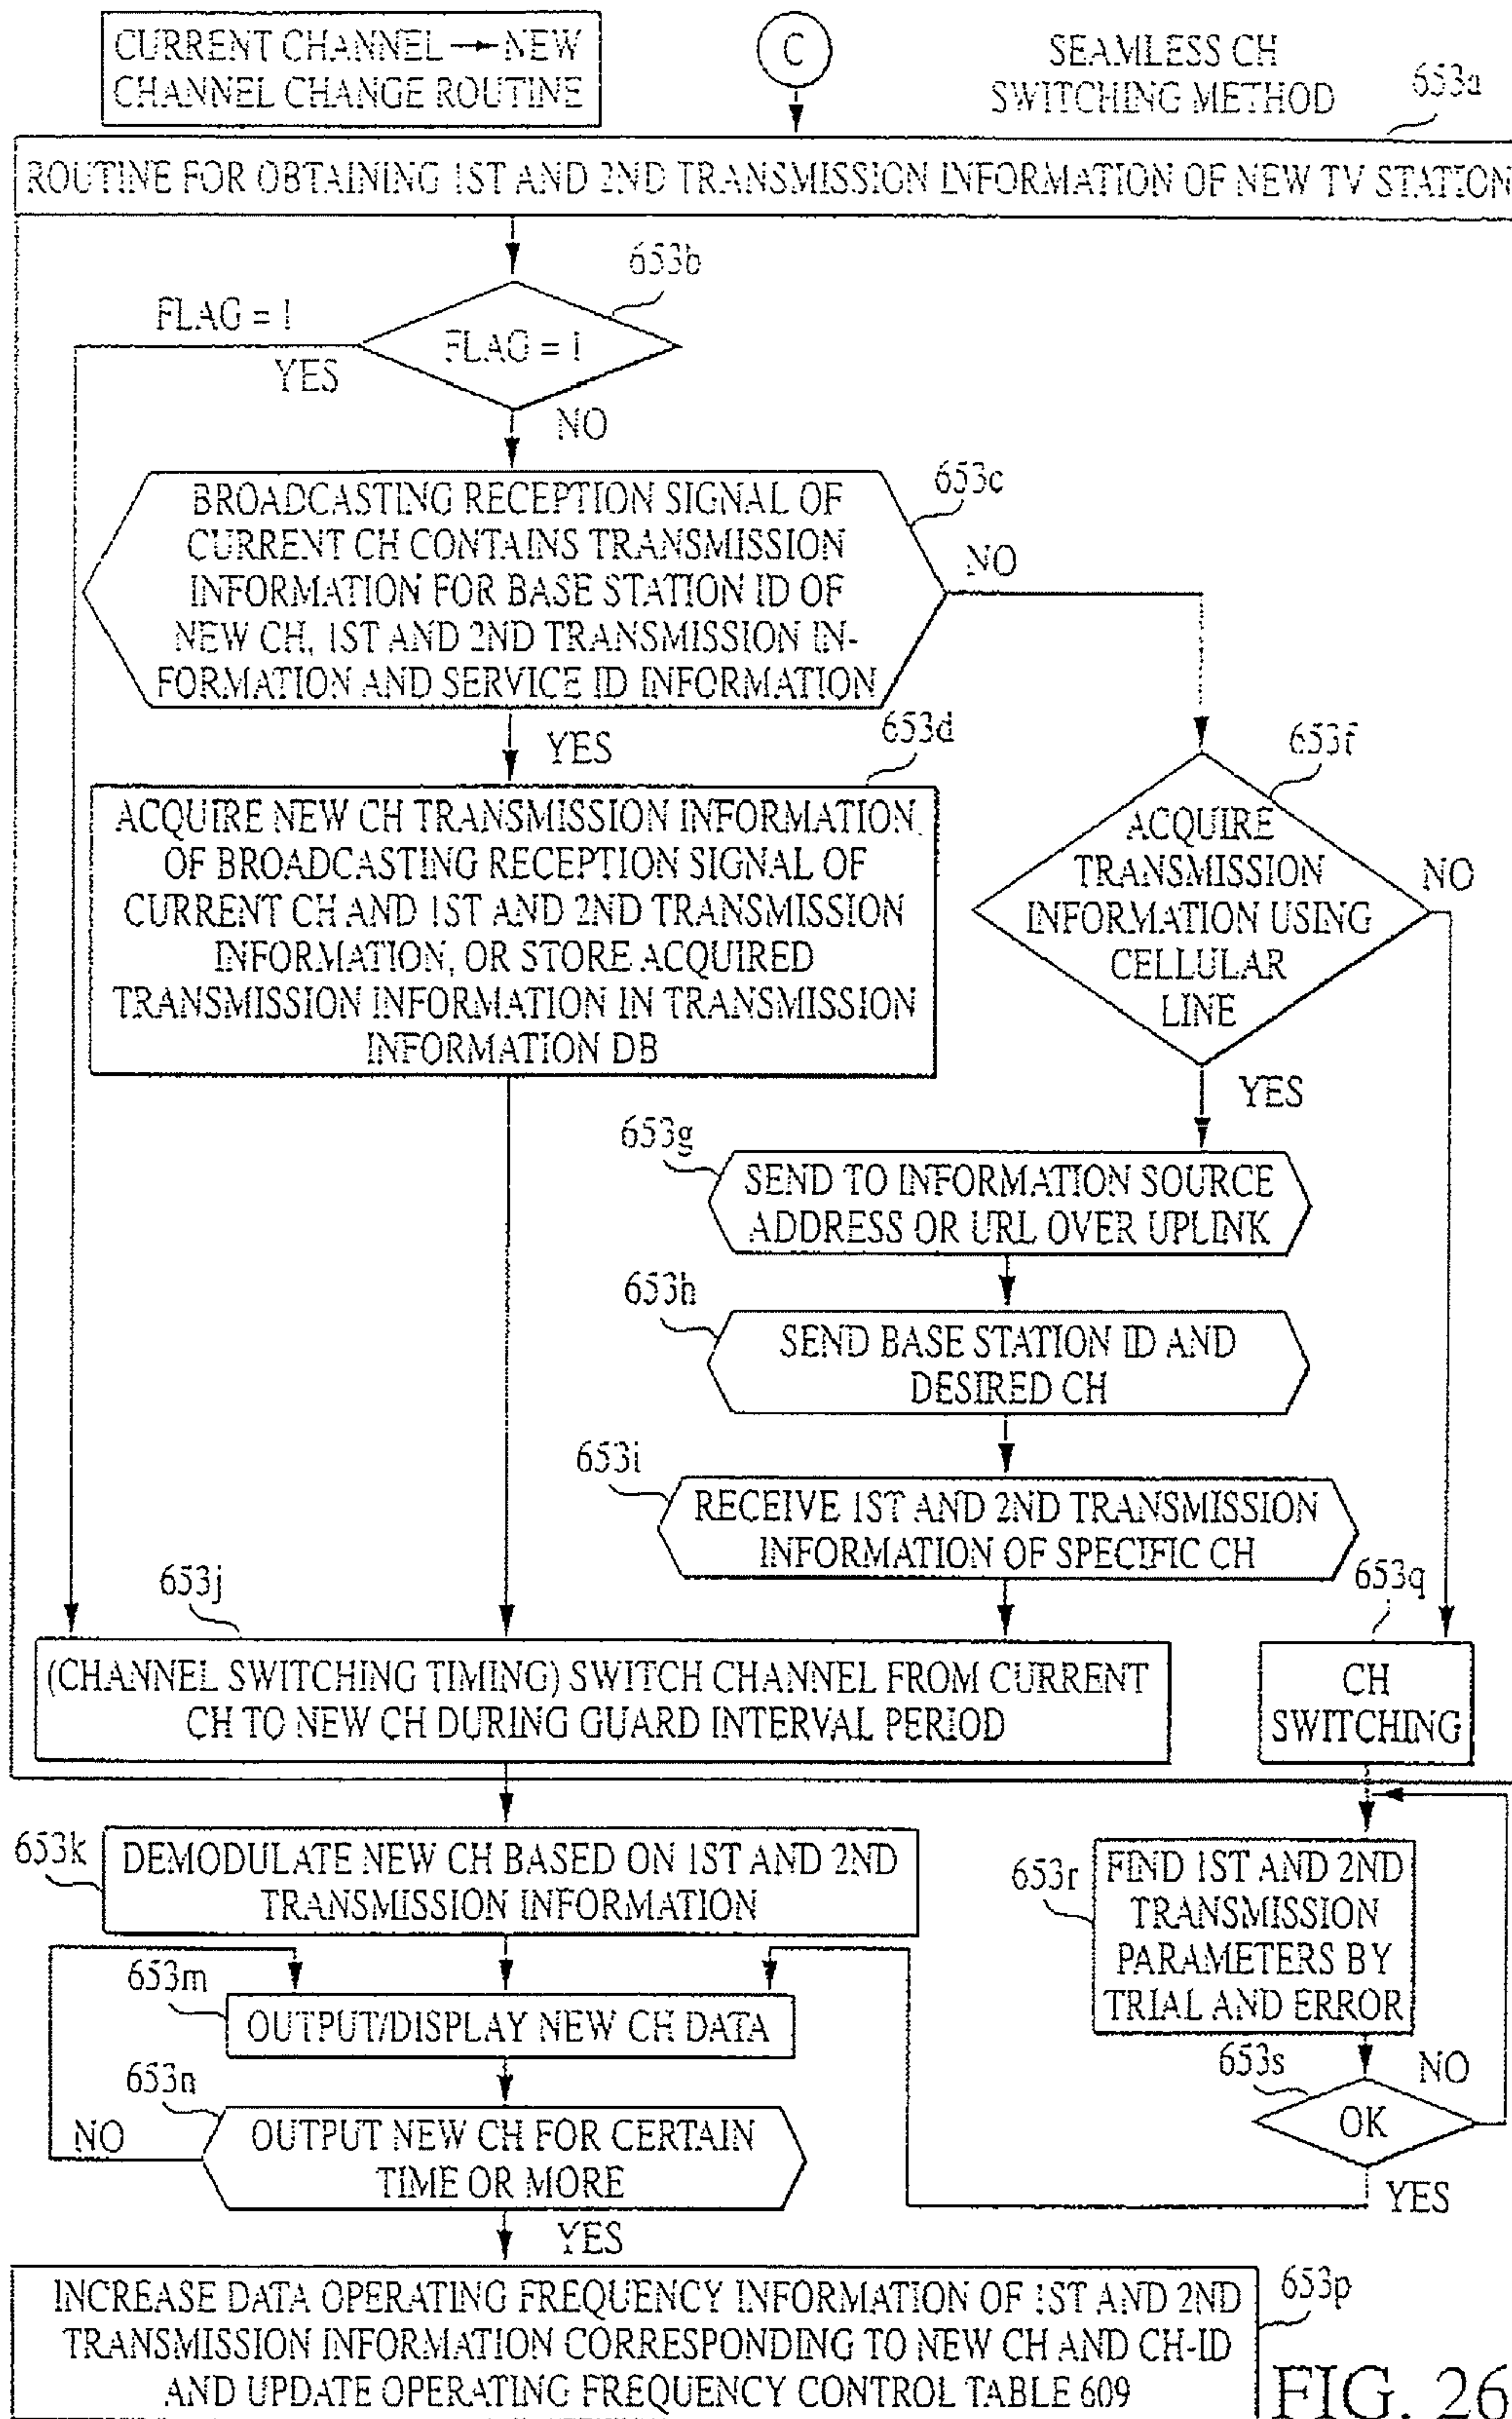 CURRENT CHANNEL → NEW
CHANNEL CHANGE ROUTINE
C
SEAMLESS CH
SWITCHING METHOD
653a
ROUTINE FOR OBTAINING 1ST AND 2ND TRANSMISSION INFORMATION OF NEW TV STATION
653b
FLAG = 1
YES
FLAG = 1
NO
653c
BROADCASTING RECEPTION SIGNAL OF
CURRENT CH CONTAINS TRANSMISSION
INFORMATION FOR BASE STATION ID OF
NEW CH, 1ST AND 2ND TRANSMISSION IN-
FORMATION AND SERVICE ID INFORMATION
NO
YES
653d
ACQUIRE NEW CH TRANSMISSION INFORMATION
OF BROADCASTING RECEPTION SIGNAL OF
CURRENT CH AND 1ST AND 2ND TRANSMISSION
INFORMATION, OR STORE ACQUIRED
TRANSMISSION INFORMATION IN TRANSMISSION
INFORMATION DB
653f
ACQUIRE
TRANSMISSION
INFORMATION USING
CELLULAR
LINE
NO
YES
653g
SEND TO INFORMATION SOURCE
ADDRESS OR URL OVER UPLINK
653h
SEND BASE STATION ID AND
DESIRED CH
653i
RECEIVE 1ST AND 2ND TRANSMISSION
INFORMATION OF SPECIFIC CH
653j
(CHANNEL SWITCHING TIMING) SWITCH CHANNEL FROM CURRENT
CH TO NEW CH DURING GUARD INTERVAL PERIOD
653q
CH
SWITCHING
653k
DEMODULATE NEW CH BASED ON 1ST AND 2ND
TRANSMISSION INFORMATION
653r
FIND 1ST AND 2ND
TRANSMISSION
PARAMETERS BY
TRIAL AND ERROR
653m
OUTPUT/DISPLAY NEW CH DATA
653s
OK
NO
YES
653n
OUTPUT NEW CH FOR CERTAIN
TIME OR MORE
NO
YES
653p
INCREASE DATA OPERATING FREQUENCY INFORMATION OF 1ST AND 2ND
TRANSMISSION INFORMATION CORRESPONDING TO NEW CH AND CH-ID
AND UPDATE OPERATING FREQUENCY CONTROL TABLE 609
FIG. 26